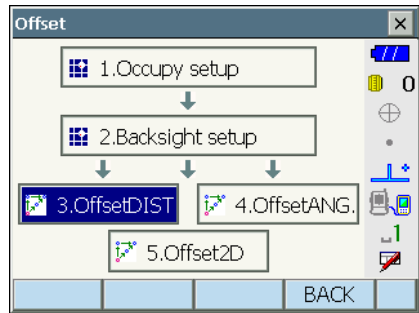 Offset
1.Occupy setup
0
2.Backsight setup
3.OffsetDIST
4.OffsetANG.
5.Offset2D
1
BACK